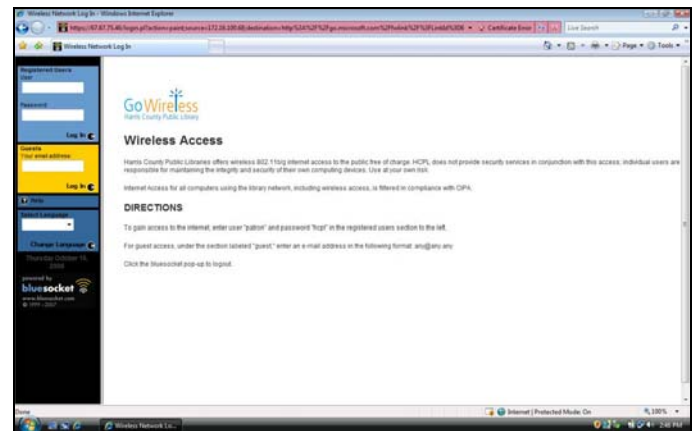 Wireless Network Log In - Windows Internet Explorer
Certificate Error
Live Search
Wireless Network Log In
Page
Tools
Registered Users
User
Password
Log In
Guests
Your email address
Log In
Help
Select Language
Change Language
Thursday October 16,
powered by
bluesocket
www.bluesocket.com
Go Wireless
Harris County Public Library
Wireless Access
Harris County Public Libraries offers wireless 802.11b/g internet access to the public free of charge. HCPL does not provide security services in conjunction with this access; individual users are
responsible for maintaining the integrity and security of their own computing devices. Use at your own risk.
Internet Access for all computers using the library network, including wireless access, is filtered in compliance with CIPA.
DIRECTIONS
To gain access to the internet, enter user "patron" and password "hcpl" in the registered users section to the left.
For guest access, under the section labeled "guest," enter an e-mail address in the following format: any@any.any
Click the bluesocket pop-up to logout.
Done
Internet | Protected Mode: On
100%
Wireless Network Lo...
2:46 PM